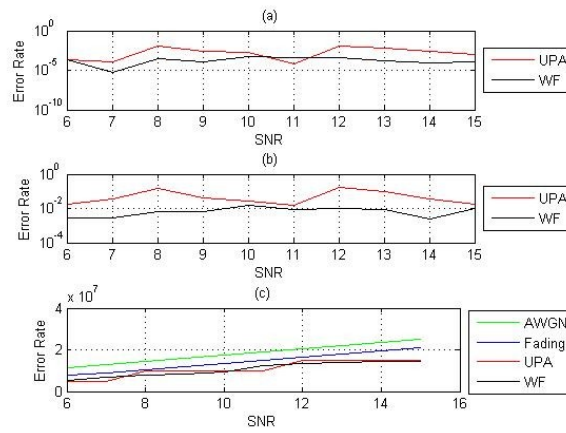 (a)
Error Rate
10^0
10^-5
10^-10
6 7 8 9 10 11 12 13 14 15
SNR
UPA
WF
(b)
Error Rate
10^0
10^-2
10^-4
6 7 8 9 10 11 12 13 14 15
SNR
UPA
WF
x 10^7
(c)
Error Rate
4
2
0
6 8 10 12 14 16
SNR
AWGN
Fading
UPA
WF